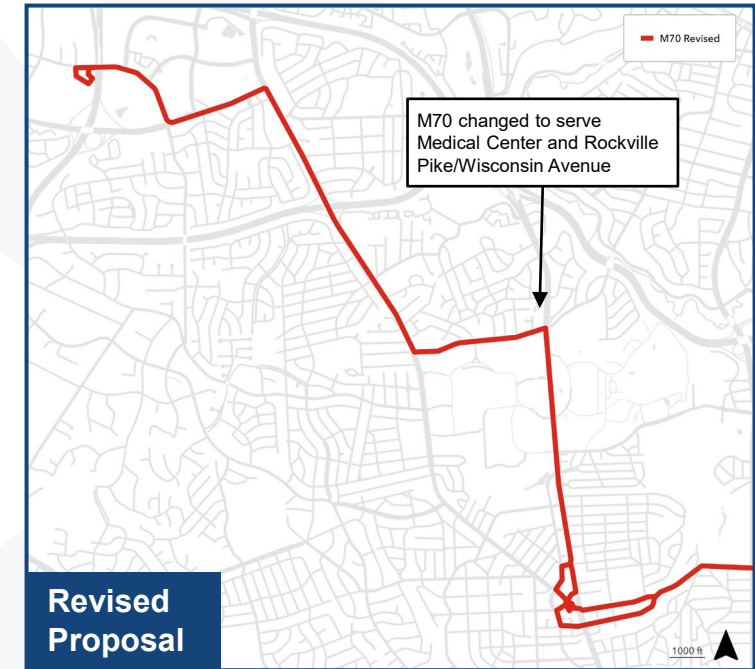 M70 Revised
M70 changed to serve
Medical Center and Rockville
Pike/Wisconsin Avenue
Revised
Proposal
1000 ft